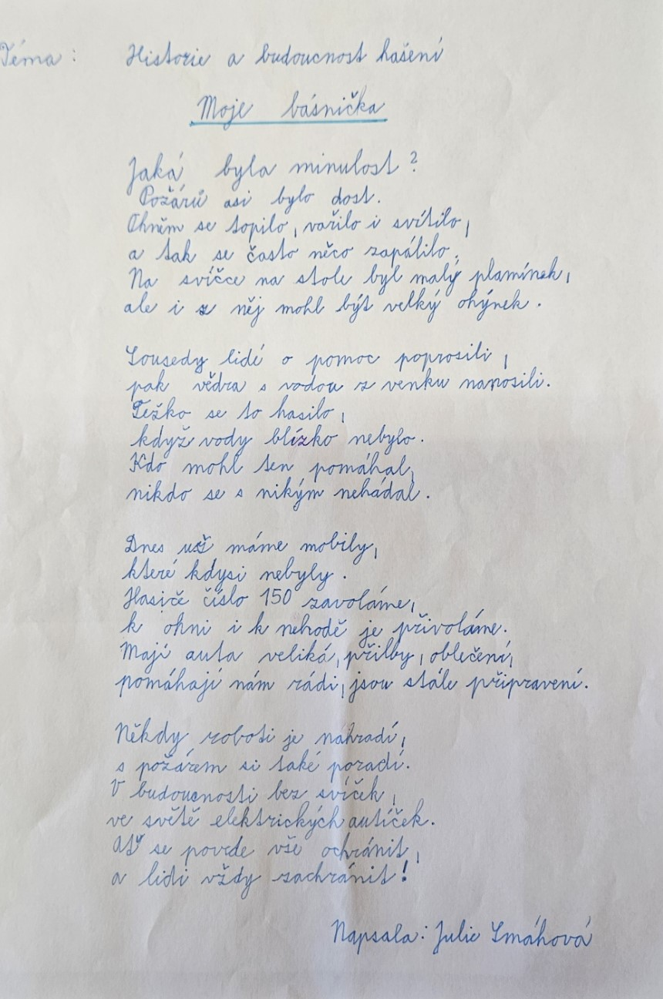 Téma: Historie a budoucnost hašení
Moje básnička
Jaká byla minulost?
Požárů asi bylo dost.
Ohněm se topilo, vařilo i svítilo,
a tak se často něco zapálilo.
Na svíčce na stole byl malý plamínek,
ale i z něj mohl být velký ohýnek.
Sousedy lidé o pomoc poprosili,
pak vědra s vodou z venku nanosili.
Těžko se to hasilo,
když vody blízko nebylo.
Kdo mohl ten pomáhal,
nikdo se s nikým nehádal.
Dnes už máme mobily,
které kdysi nebyly.
Hasiče číslo 150 zavoláme,
k ohni i k nehodě je přivoláme.
Mají auta veliká, přilby, oblečení,
pomáhají nám rádi, jsou stále připravení.
Někdy roboti je nahradí,
s požárem si také poradí.
V budoucnosti bez svíček,
ve světě elektrických autíček.
Ať se povede vše ochránit,
a lidi vždy zachránit!
Napsala: Julie Smáhová